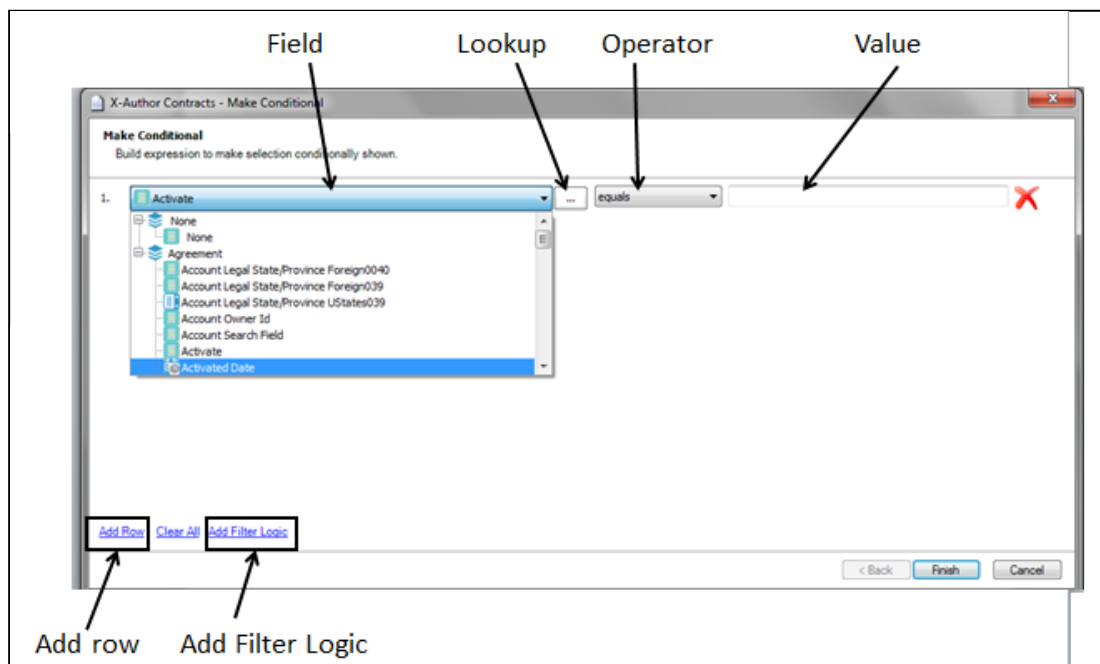 Field Lookup Operator Value
X-Author Contracts - Make Conditional
Make Conditional
Build expression to make selection conditionally shown.
1. Activate ... equals
None
None
Agreement
Account Legal State/Province Foreign0040
Account Legal State/Province Foreign039
Account Legal State/Province UStates039
Account Owner Id
Account Search Field
Activate
Activated Date
Add Row Clear All Add Filter Logic
< Back Finish Cancel
Add row Add Filter Logic